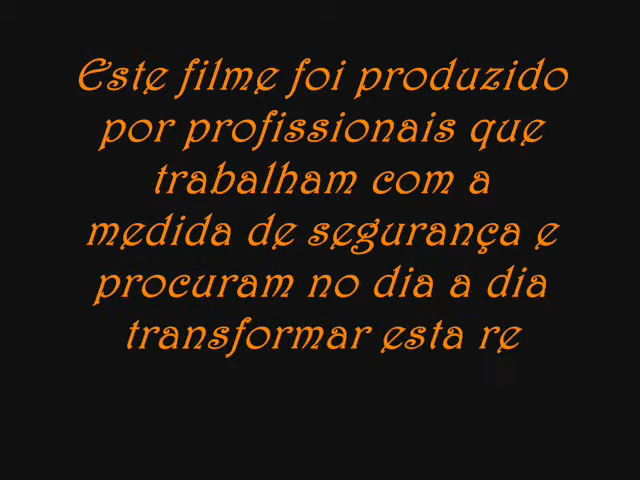 Este filme foi produzido
por profissionais que
trabalham com a
medida de segurança e
procuram no dia a dia
transformar esta re